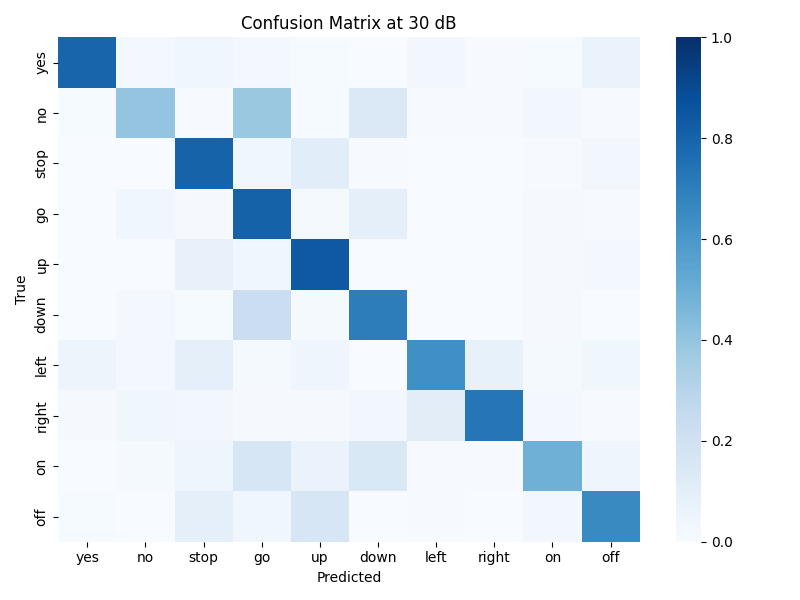 Confusion Matrix at 30 dB
True
yes
no
stop
go
up
down
left
right
on
off
yes no stop go up down left right on off
Predicted
1.0
0.8
0.6
0.4
0.2
0.0